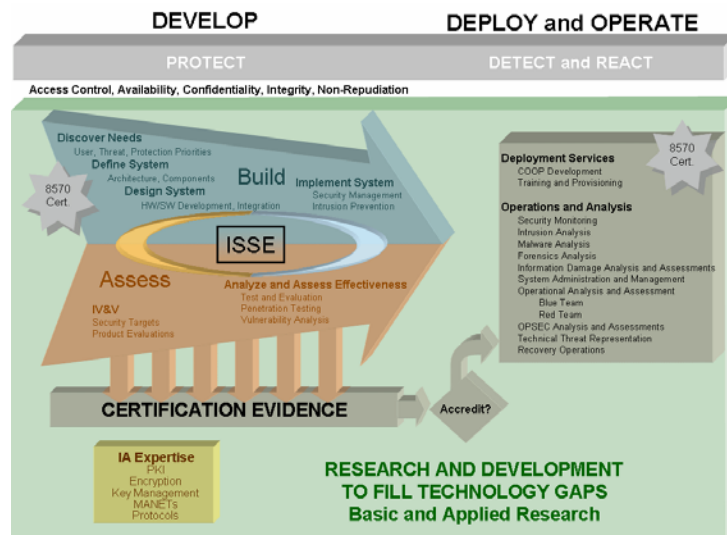 DEVELOP
DEPLOY and OPERATE
PROTECT
DETECT and REACT
Access Control, Availability, Confidentiality, Integrity, Non-Repudiation
Discover Needs
User, Threat, Protection Priorities
Define System
Architecture, Components
Design System
HW/SW Development, Integration
Build
Implement System
Security Management
Intrusion Prevention
8570
Cert.
ISSE
Assess
IV&V
Security Targets
Product Evaluations
Analyze and Assess Effectiveness
Test and Evaluation
Penetration Testing
Vulnerability Analysis
CERTIFICATION EVIDENCE
Accredit?
8570
Cert.
Deployment Services
COOP Development
Training and Provisioning
Operations and Analysis
Security Monitoring
Intrusion Analysis
Malware Analysis
Forensics Analysis
Information Damage Analysis and Assessments
System Administration and Management
Operational Analysis and Assessment
Blue Team
Red Team
OPSEC Analysis and Assessments
Technical Threat Representation
Recovery Operations
IA Expertise
PKI
Encryption
Key Management
MANETs
Protocols
RESEARCH AND DEVELOPMENT
TO FILL TECHNOLOGY GAPS
Basic and Applied Research